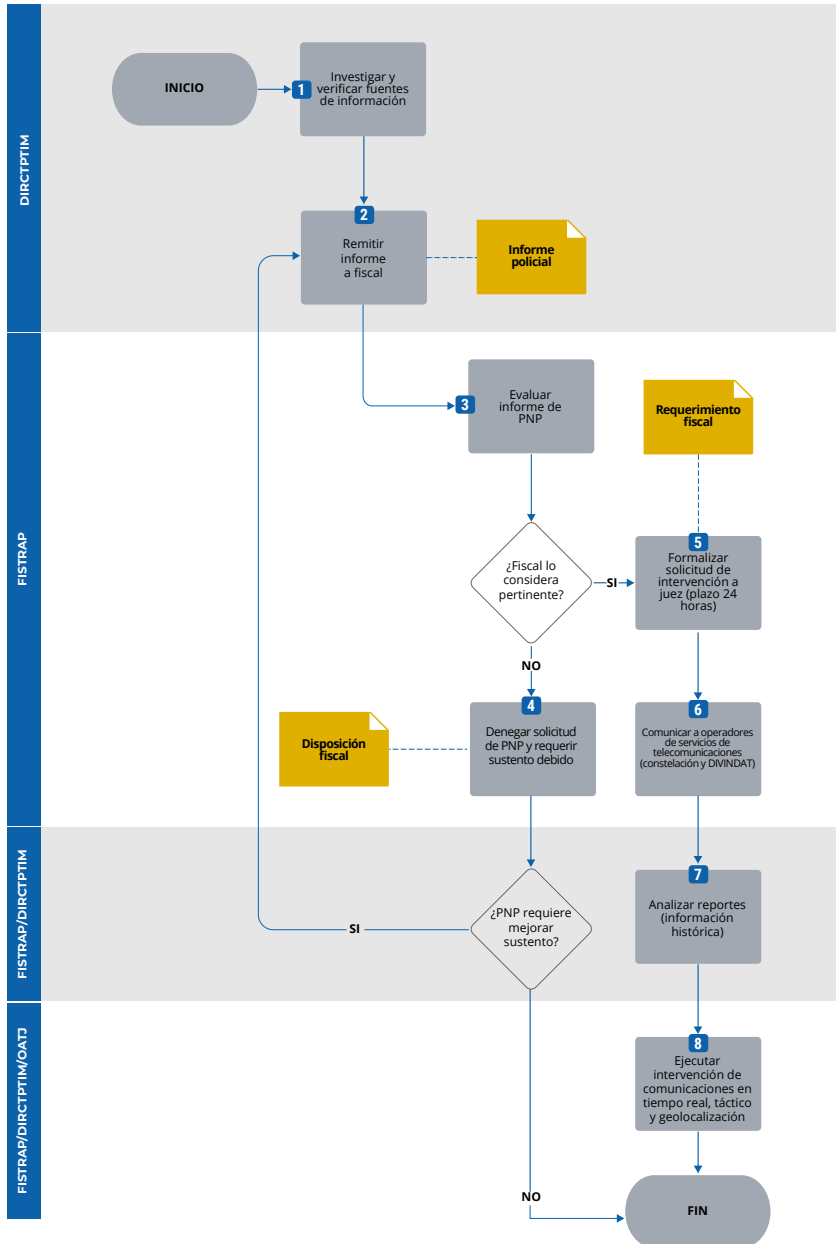 DIRCTPTIM
INICIO
1
Investigar y
verificar fuentes
de información
2
Remitir
informe
a fiscal
Informe
policial
FISTRAP
3
Evaluar
informe de
PNP
Requerimiento
fiscal
¿Fiscal lo
considera
pertinente?
SI
5
Formalizar
solicitud de
intervención a
juez (plazo 24
horas)
NO
4
Denegar solicitud
de PNP y requerir
sustento debido
Disposición
fiscal
6
Comunicar a operadores
de servicios de
telecomunicaciones
(constelación y DIVINDAT)
FISTRAP/DIRCTPTIM
¿PNP requiere
mejorar
sustento?
SI
7
Analizar reportes
(información
histórica)
FISTRAP/DIRCTPTIM/OATJ
8
Ejecutar
intervención de
comunicaciones en
tiempo real, táctico
y geolocalización
NO
FIN